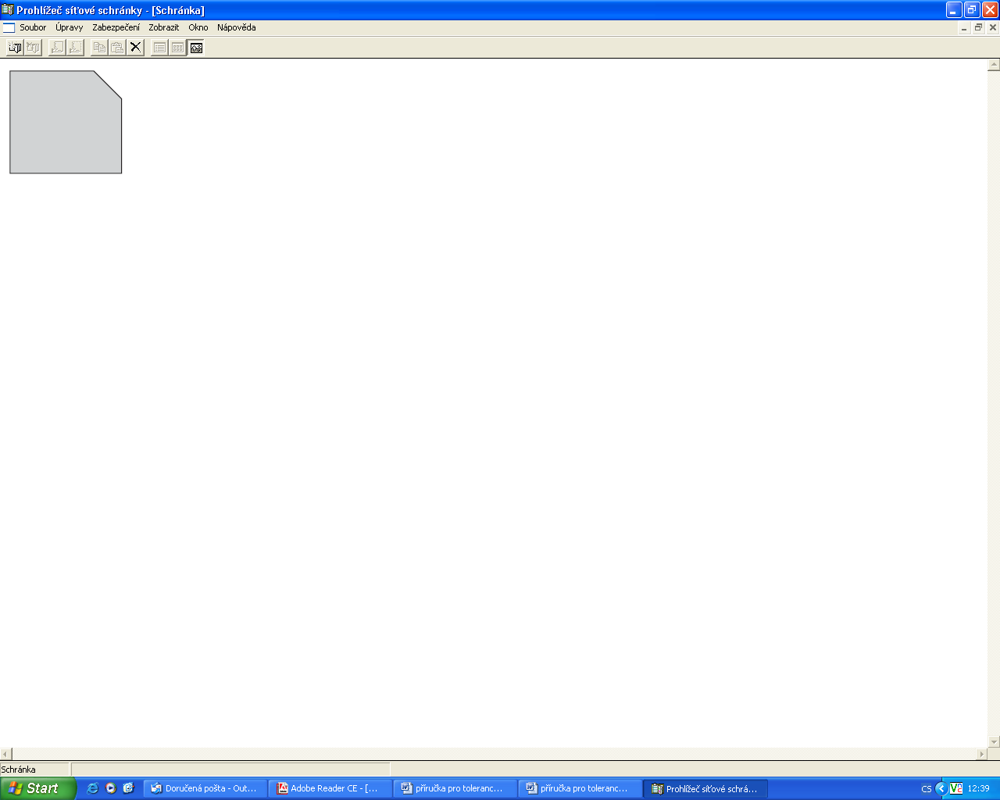 Prohlížeč síťové schránky - [Schránka]
Soubor Úpravy Zabezpečení Zobrazit Okno Nápověda
Schránka
Start Doručená pošta - Out... Adobe Reader CE - [... příručka pro toleranc... příručka pro toleranc... Prohlížeč síťové schrá... CS 12:39